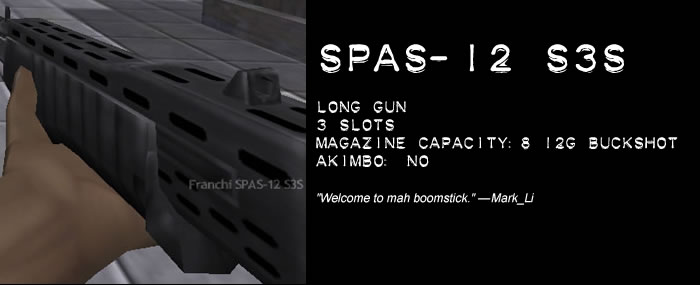 SPAS-12 S3S
LONG GUN
3 SLOTS
MAGAZINE CAPACITY: 8 12G BUCKSHOT
AKIMBO: NO
Franchi SPAS-12 S3S
"Welcome to mah boomstick." —Mark_Li